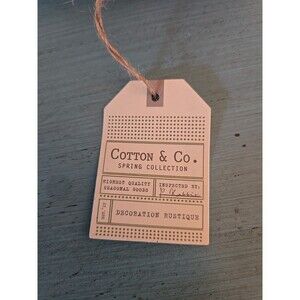 COTTON & CO.
SPRING COLLECTION
HIGHEST QUALITY
SEASONAL GOODS
INSPECTED BY:
DECORATION RUSTIQUE